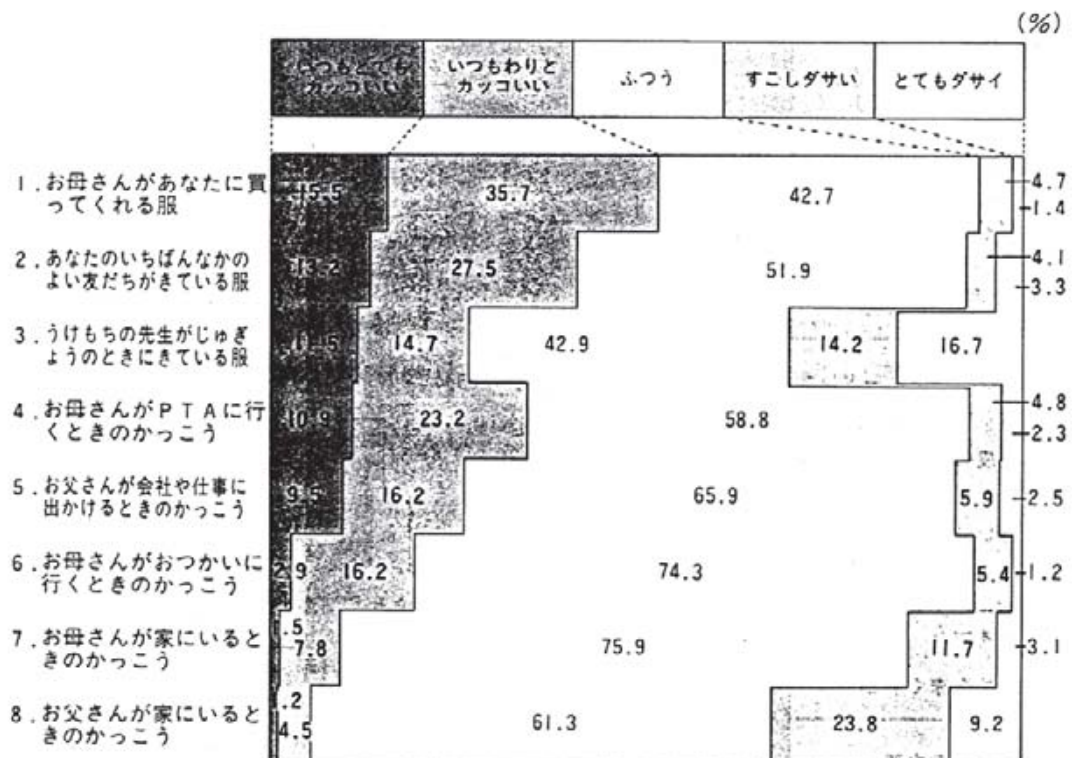 (%)
いつもとても
カッコいい
いつもわりと
カッコいい
ふつう
すこしダサい
とてもダサイ
1.お母さんがあなたに買
ってくれる服
15.5
35.7
42.7
4.7
1.4
2.あなたのいちばんなかの
よい友だちがきている服
13.2
27.5
51.9
4.1
3.3
3.うけもちの先生がじゅぎ
ょうのときにきている服
11.5
14.7
42.9
14.2
16.7
4.お母さんがPTAに行
くときのかっこう
10.9
23.2
58.8
4.8
2.3
5.お父さんが会社や仕事に
出かけるときのかっこう
9.5
16.2
65.9
5.9
2.5
6.お母さんがおつかいに
行くときのかっこう
2.9
16.2
74.3
5.4
1.2
7.お母さんが家にいると
きのかっこう
.5
7.8
75.9
11.7
3.1
8.お父さんが家にいると
きのかっこう
.2
4.5
61.3
23.8
9.2